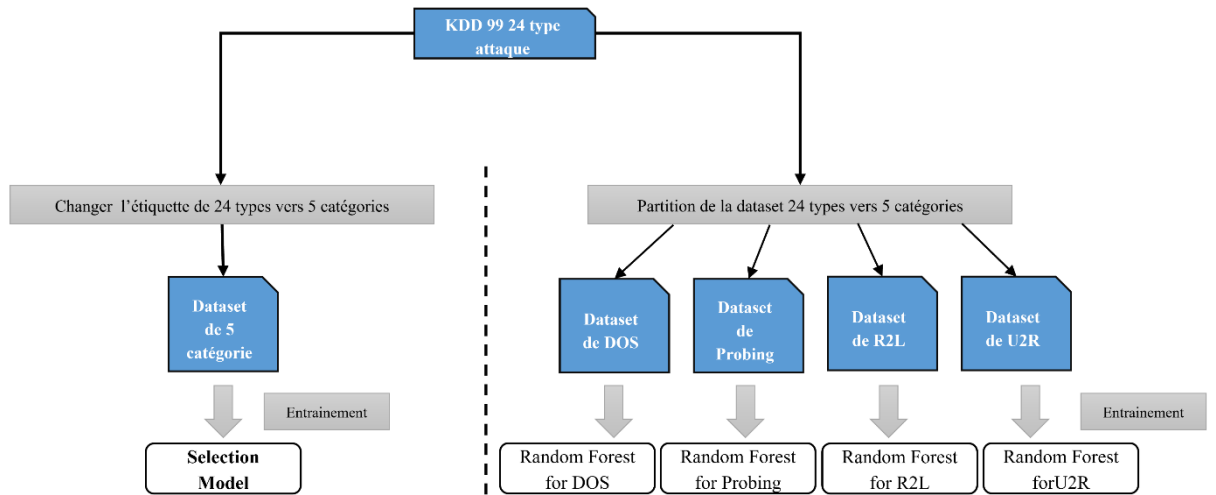 KDD 99 24 type
attaque
Changer l'étiquette de 24 types vers 5 catégories
Partition de la dataset 24 types vers 5 catégories
Dataset
de 5
catégorie
Dataset
de DOS
Dataset
de
Probing
Dataset
de R2L
Dataset
de U2R
Entrainement
Entrainement
Selection
Model
Random Forest
for DOS
Random Forest
for Probing
Random Forest
for R2L
Random Forest
forU2R